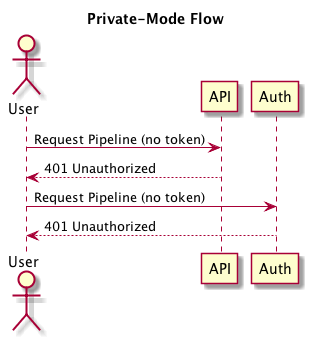 Private-Mode Flow
User
API
Auth
Request Pipeline (no token)
401 Unauthorized
Request Pipeline (no token)
401 Unauthorized
User
API
Auth